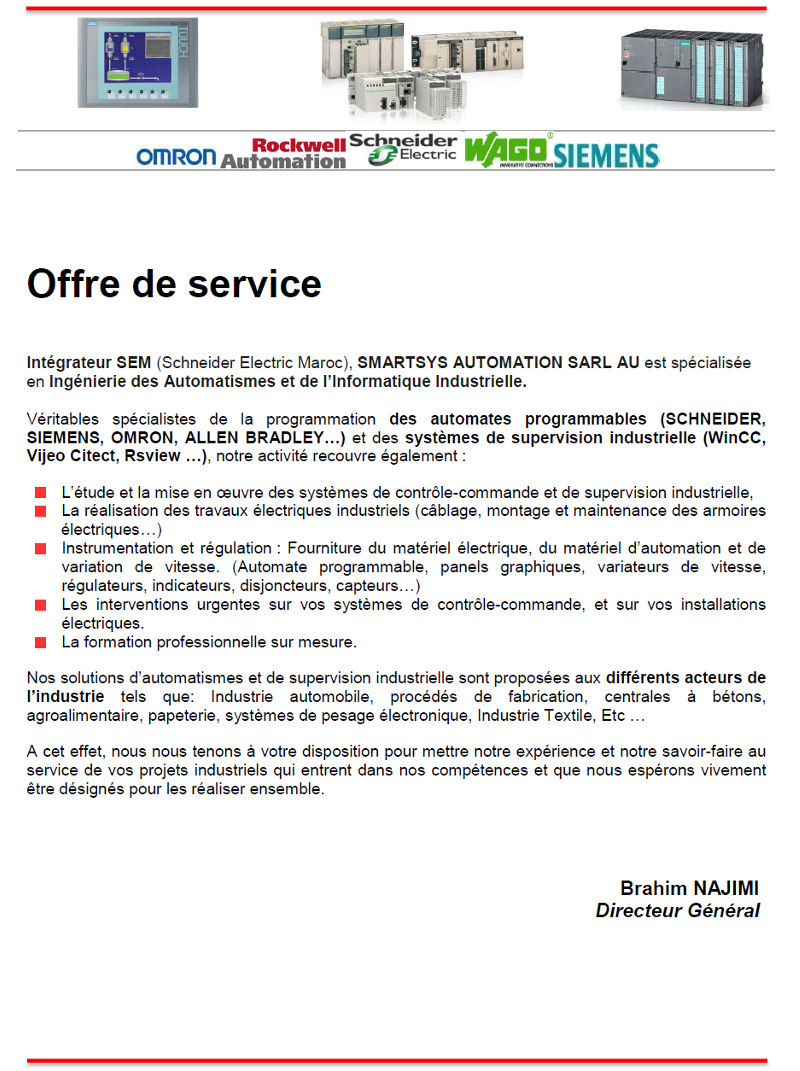 TOUCH
OMRON
Rockwell
Automation
Schneider
Electric
WAGO®
INNOVATIVE CONNECTIONS
SIEMENS
Offre de service
Intégrateur SEM (Schneider Electric Maroc), SMARTSYS AUTOMATION SARL AU est spécialisée
en Ingénierie des Automatismes et de l’Informatique Industrielle.
Véritables spécialistes de la programmation des automates programmables (SCHNEIDER,
SIEMENS, OMRON, ALLEN BRADLEY…) et des systèmes de supervision industrielle (WinCC,
Vijeo Citect, Rsview …), notre activité recouvre également :
L’étude et la mise en œuvre des systèmes de contrôle-commande et de supervision industrielle,
La réalisation des travaux électriques industriels (câblage, montage et maintenance des armoires
électriques…)
Instrumentation et régulation : Fourniture du matériel électrique, du matériel d’automation et de
variation de vitesse. (Automate programmable, panels graphiques, variateurs de vitesse,
régulateurs, indicateurs, disjoncteurs, capteurs…)
Les interventions urgentes sur vos systèmes de contrôle-commande, et sur vos installations
électriques.
La formation professionnelle sur mesure.
Nos solutions d’automatismes et de supervision industrielle sont proposées aux différents acteurs de
l’industrie tels que: Industrie automobile, procédés de fabrication, centrales à bétons,
agroalimentaire, papeterie, systèmes de pesage électronique, Industrie Textile, Etc …
A cet effet, nous nous tenons à votre disposition pour mettre notre expérience et notre savoir-faire au
service de vos projets industriels qui entrent dans nos compétences et que nous espérons vivement
être désignés pour les réaliser ensemble.
Brahim NAJIMI
Directeur Général